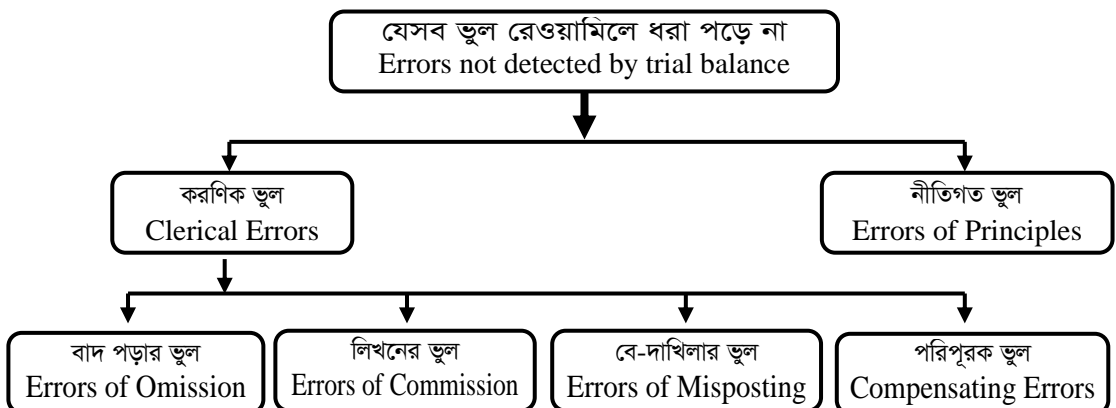 যেসব ভুল রেওয়ামিলে ধরা পড়ে না
Errors not detected by trial balance
করণিক ভুল
Clerical Errors
নীতিগত ভুল
Errors of Principles
বাদ পড়ার ভুল
Errors of Omission
লিখনের ভুল
Errors of Commission
বে-দাখিলার ভুল
Errors of Misposting
পরিপূরক ভুল
Compensating Errors